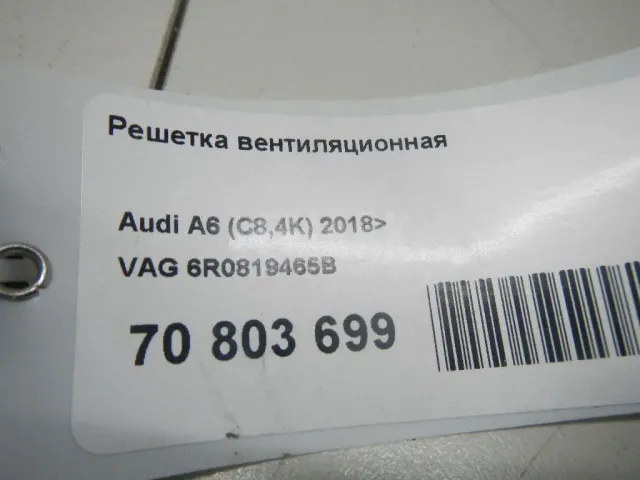 Решетка вентиляционная
Audi A6 (C8,4K) 2018>
VAG 6R0819465B
70 803 699